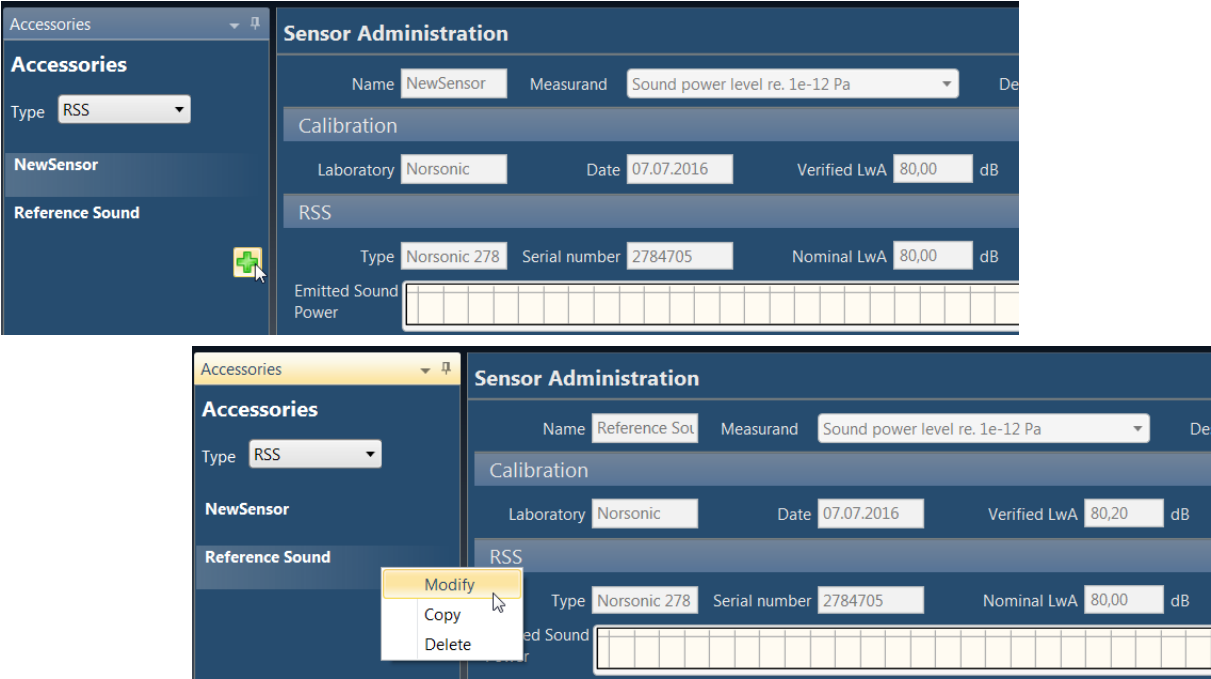 Accessories
Accessories
Type RSS
NewSensor
Reference Sound
Sensor Administration
Name NewSensor Measurand Sound power level re. 1e-12 Pa De
Calibration
Laboratory Norsonic Date 07.07.2016 Verified LwA 80,00 dB
RSS
Type Norsonic 278 Serial number 2784705 Nominal LwA 80,00 dB
Emitted Sound
Power
Accessories
Accessories
Type RSS
NewSensor
Reference Sound
Modify
Copy
Delete
Sensor Administration
Name Reference Sou Measurand Sound power level re. 1e-12 Pa De
Calibration
Laboratory Norsonic Date 07.07.2016 Verified LwA 80,20 dB
RSS
Type Norsonic 278 Serial number 2784705 Nominal LwA 80,00 dB
ed Sound